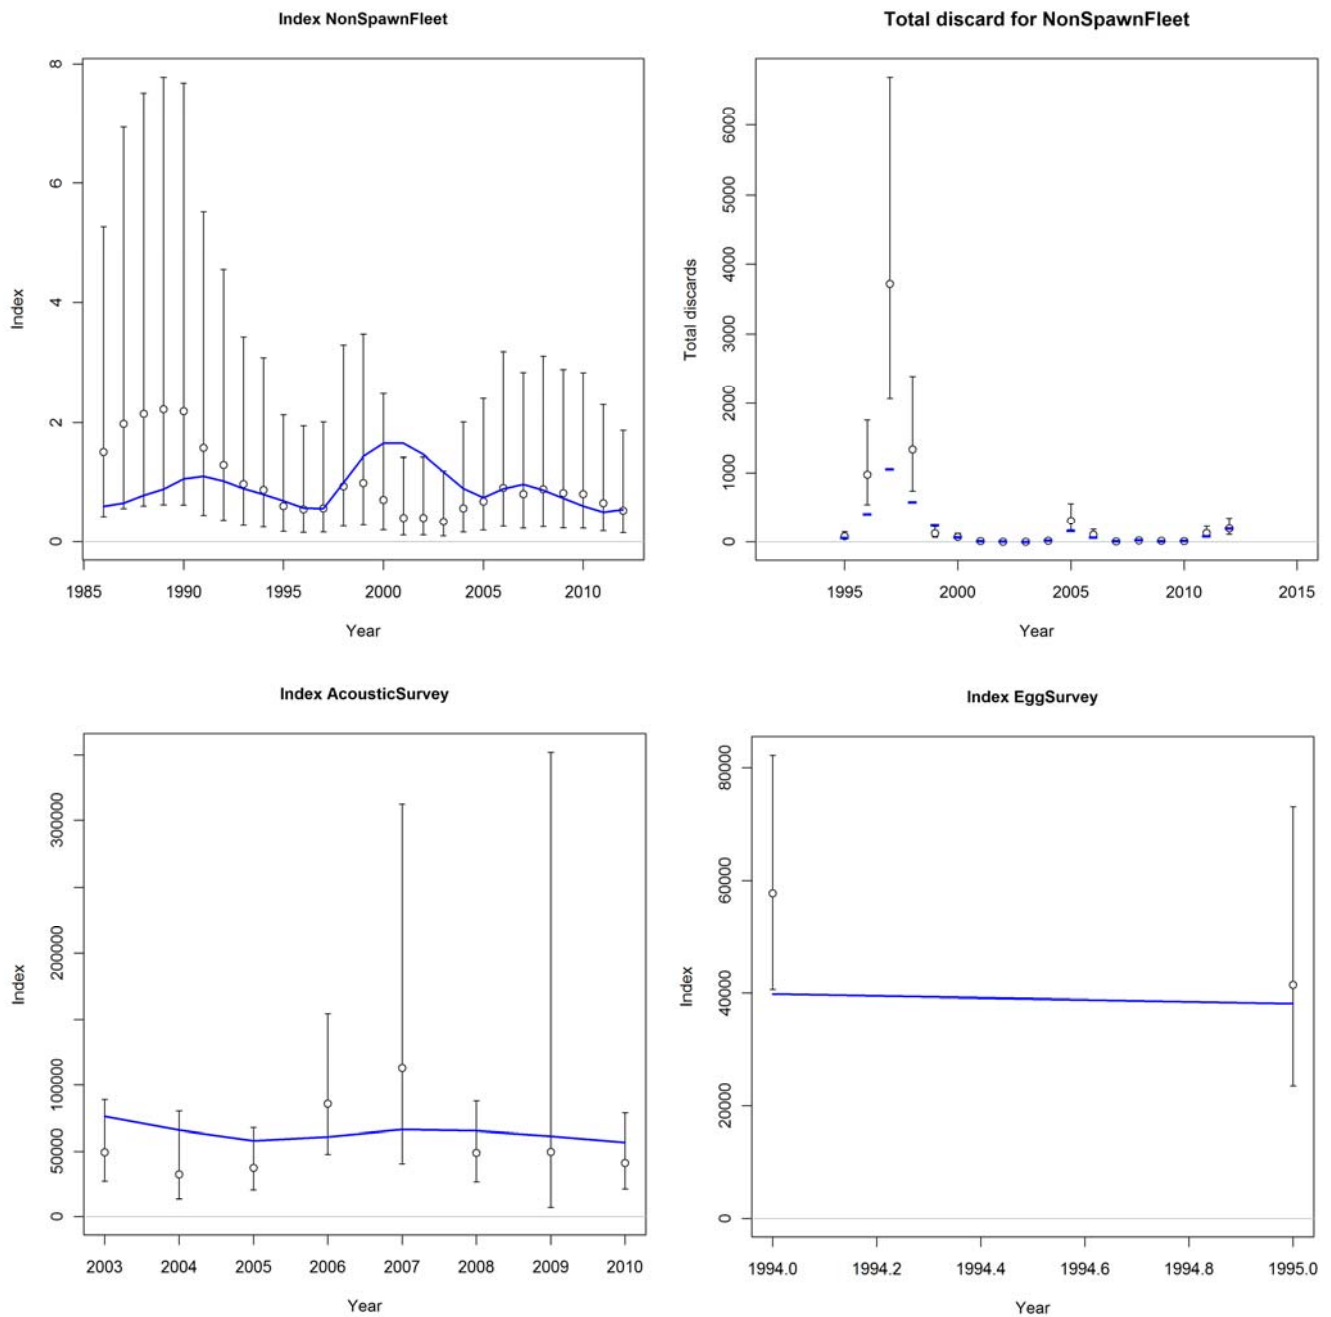 Index NonSpawnFleet
Index
0
2
4
6
8
1985 1990 1995 2000 2005 2010
Year
Total discard for NonSpawnFleet
Total discards
0 1000 2000 3000 4000 5000 6000
1995 2000 2005 2010 2015
Year
Index AcousticSurvey
Index
0 50000 100000 200000 300000
2003 2004 2005 2006 2007 2008 2009 2010
Year
Index EggSurvey
Index
0 20000 40000 60000 80000
1994.0 1994.2 1994.4 1994.6 1994.8 1995.0
Year